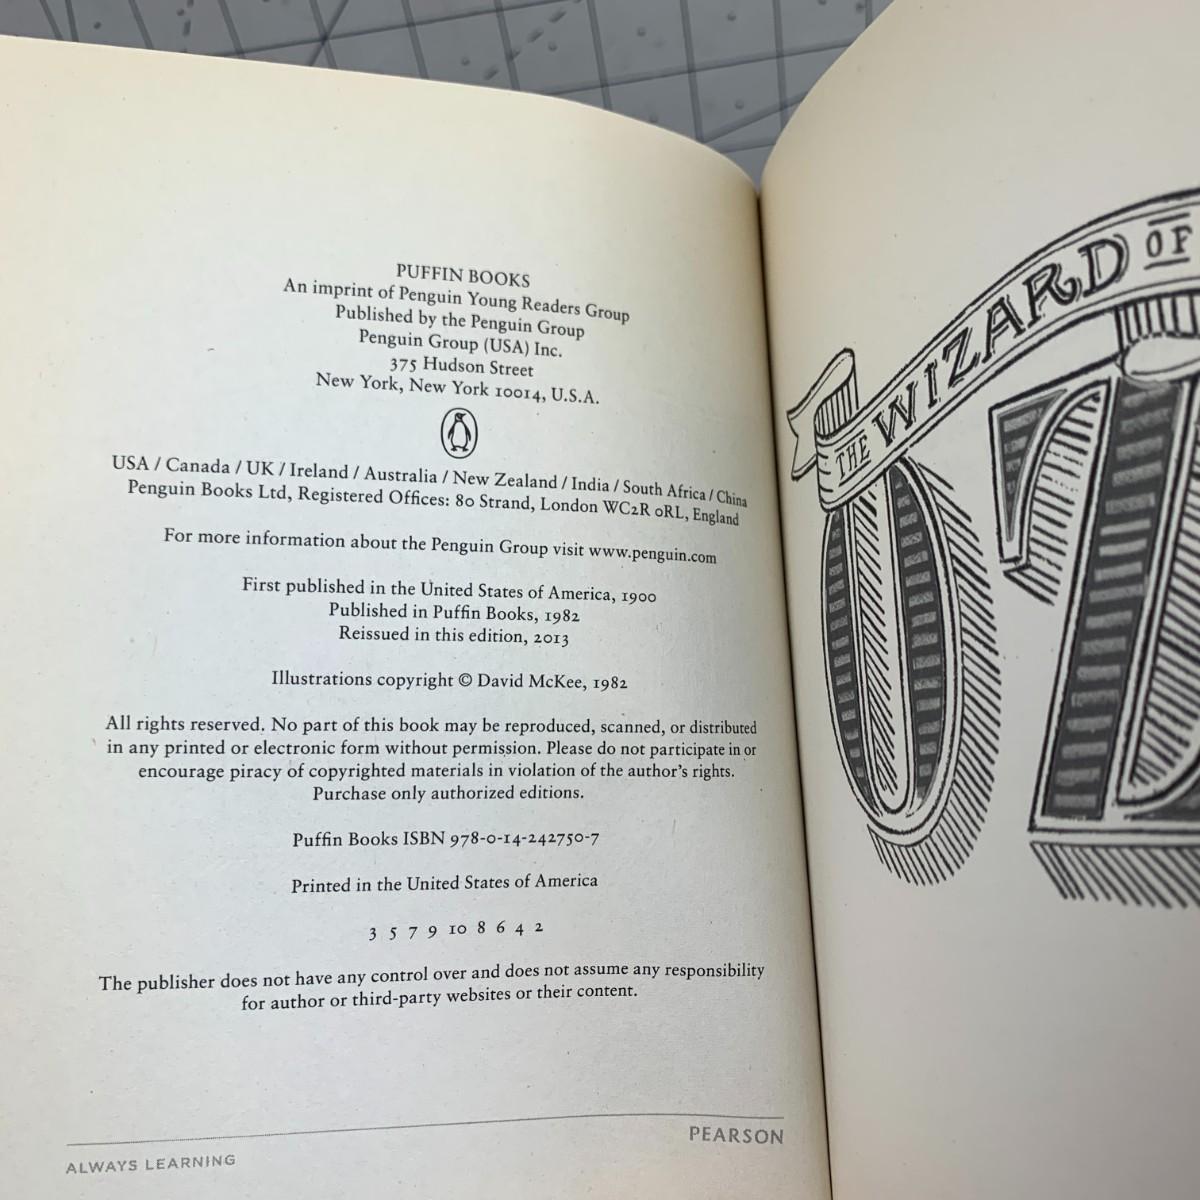 PUFFIN BOOKS
An imprint of Penguin Young Readers Group
Published by the Penguin Group
Penguin Group (USA) Inc.
375 Hudson Street
New York, New York 10014, U.S.A.
USA / Canada / UK / Ireland / Australia / New Zealand / India / South Africa / China
Penguin Books Ltd, Registered Offices: 80 Strand, London WC2R 0RL, England
For more information about the Penguin Group visit www.penguin.com
First published in the United States of America, 1900
Published in Puffin Books, 1982
Reissued in this edition, 2013
Illustrations copyright © David McKee, 1982
All rights reserved. No part of this book may be reproduced, scanned, or distributed
in any printed or electronic form without permission. Please do not participate in or
encourage piracy of copyrighted materials in violation of the author's rights.
Purchase only authorized editions.
Puffin Books ISBN 978-0-14-242750-7
Printed in the United States of America
3 5 7 9 10 8 6 4 2
The publisher does not have any control over and does not assume any responsibility
for author or third-party websites or their content.
ALWAYS LEARNING
PEARSON
THE WIZARD OF
OZ